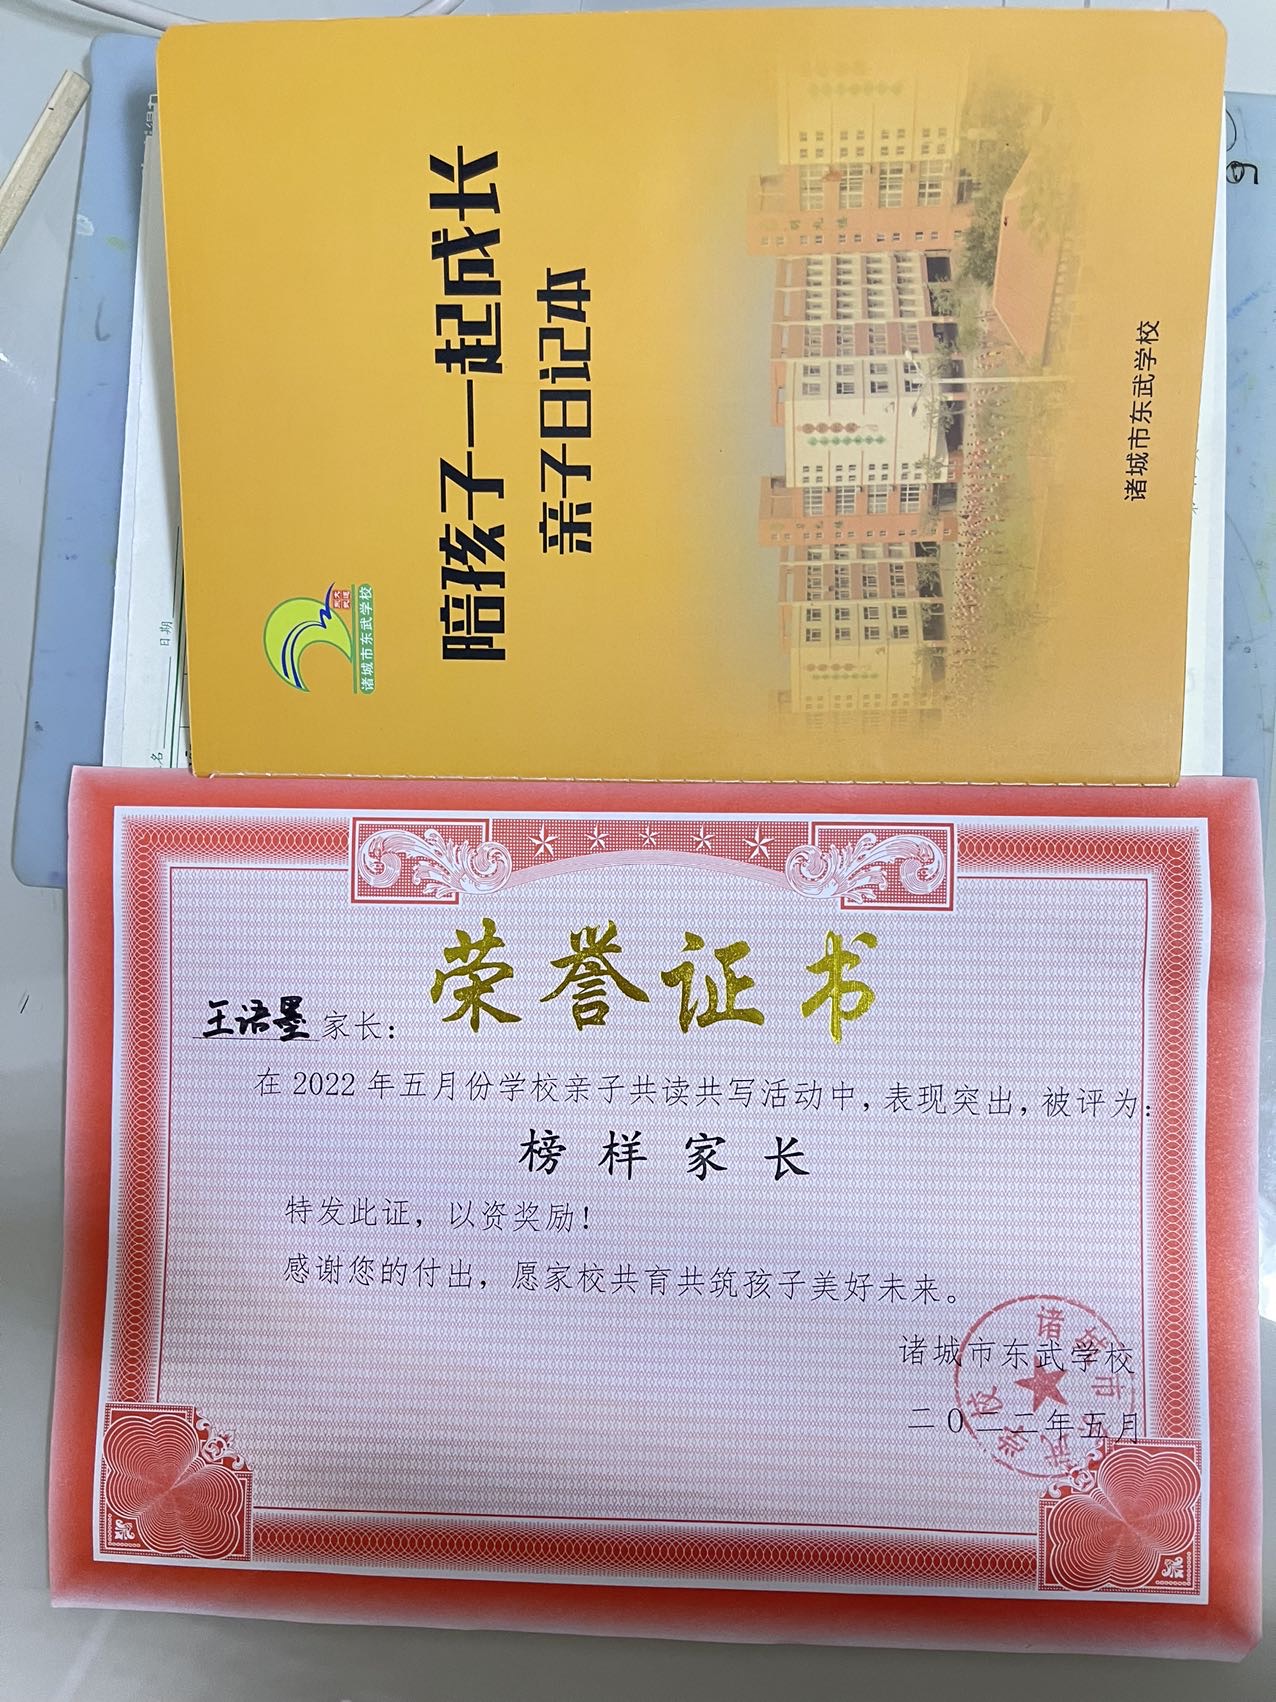 陪孩子一起成长
亲子日记本
诸城市东武学校
诸城市东武学校
日期
名
荣誉证书
王语墨家长：
在2022年五月份学校亲子共读共写活动中，表现突出，被评为：
榜样家长
特发此证，以资奖励！
感谢您的付出，愿家校共育共筑孩子美好未来。
诸城市东武学校
二〇二二年五月